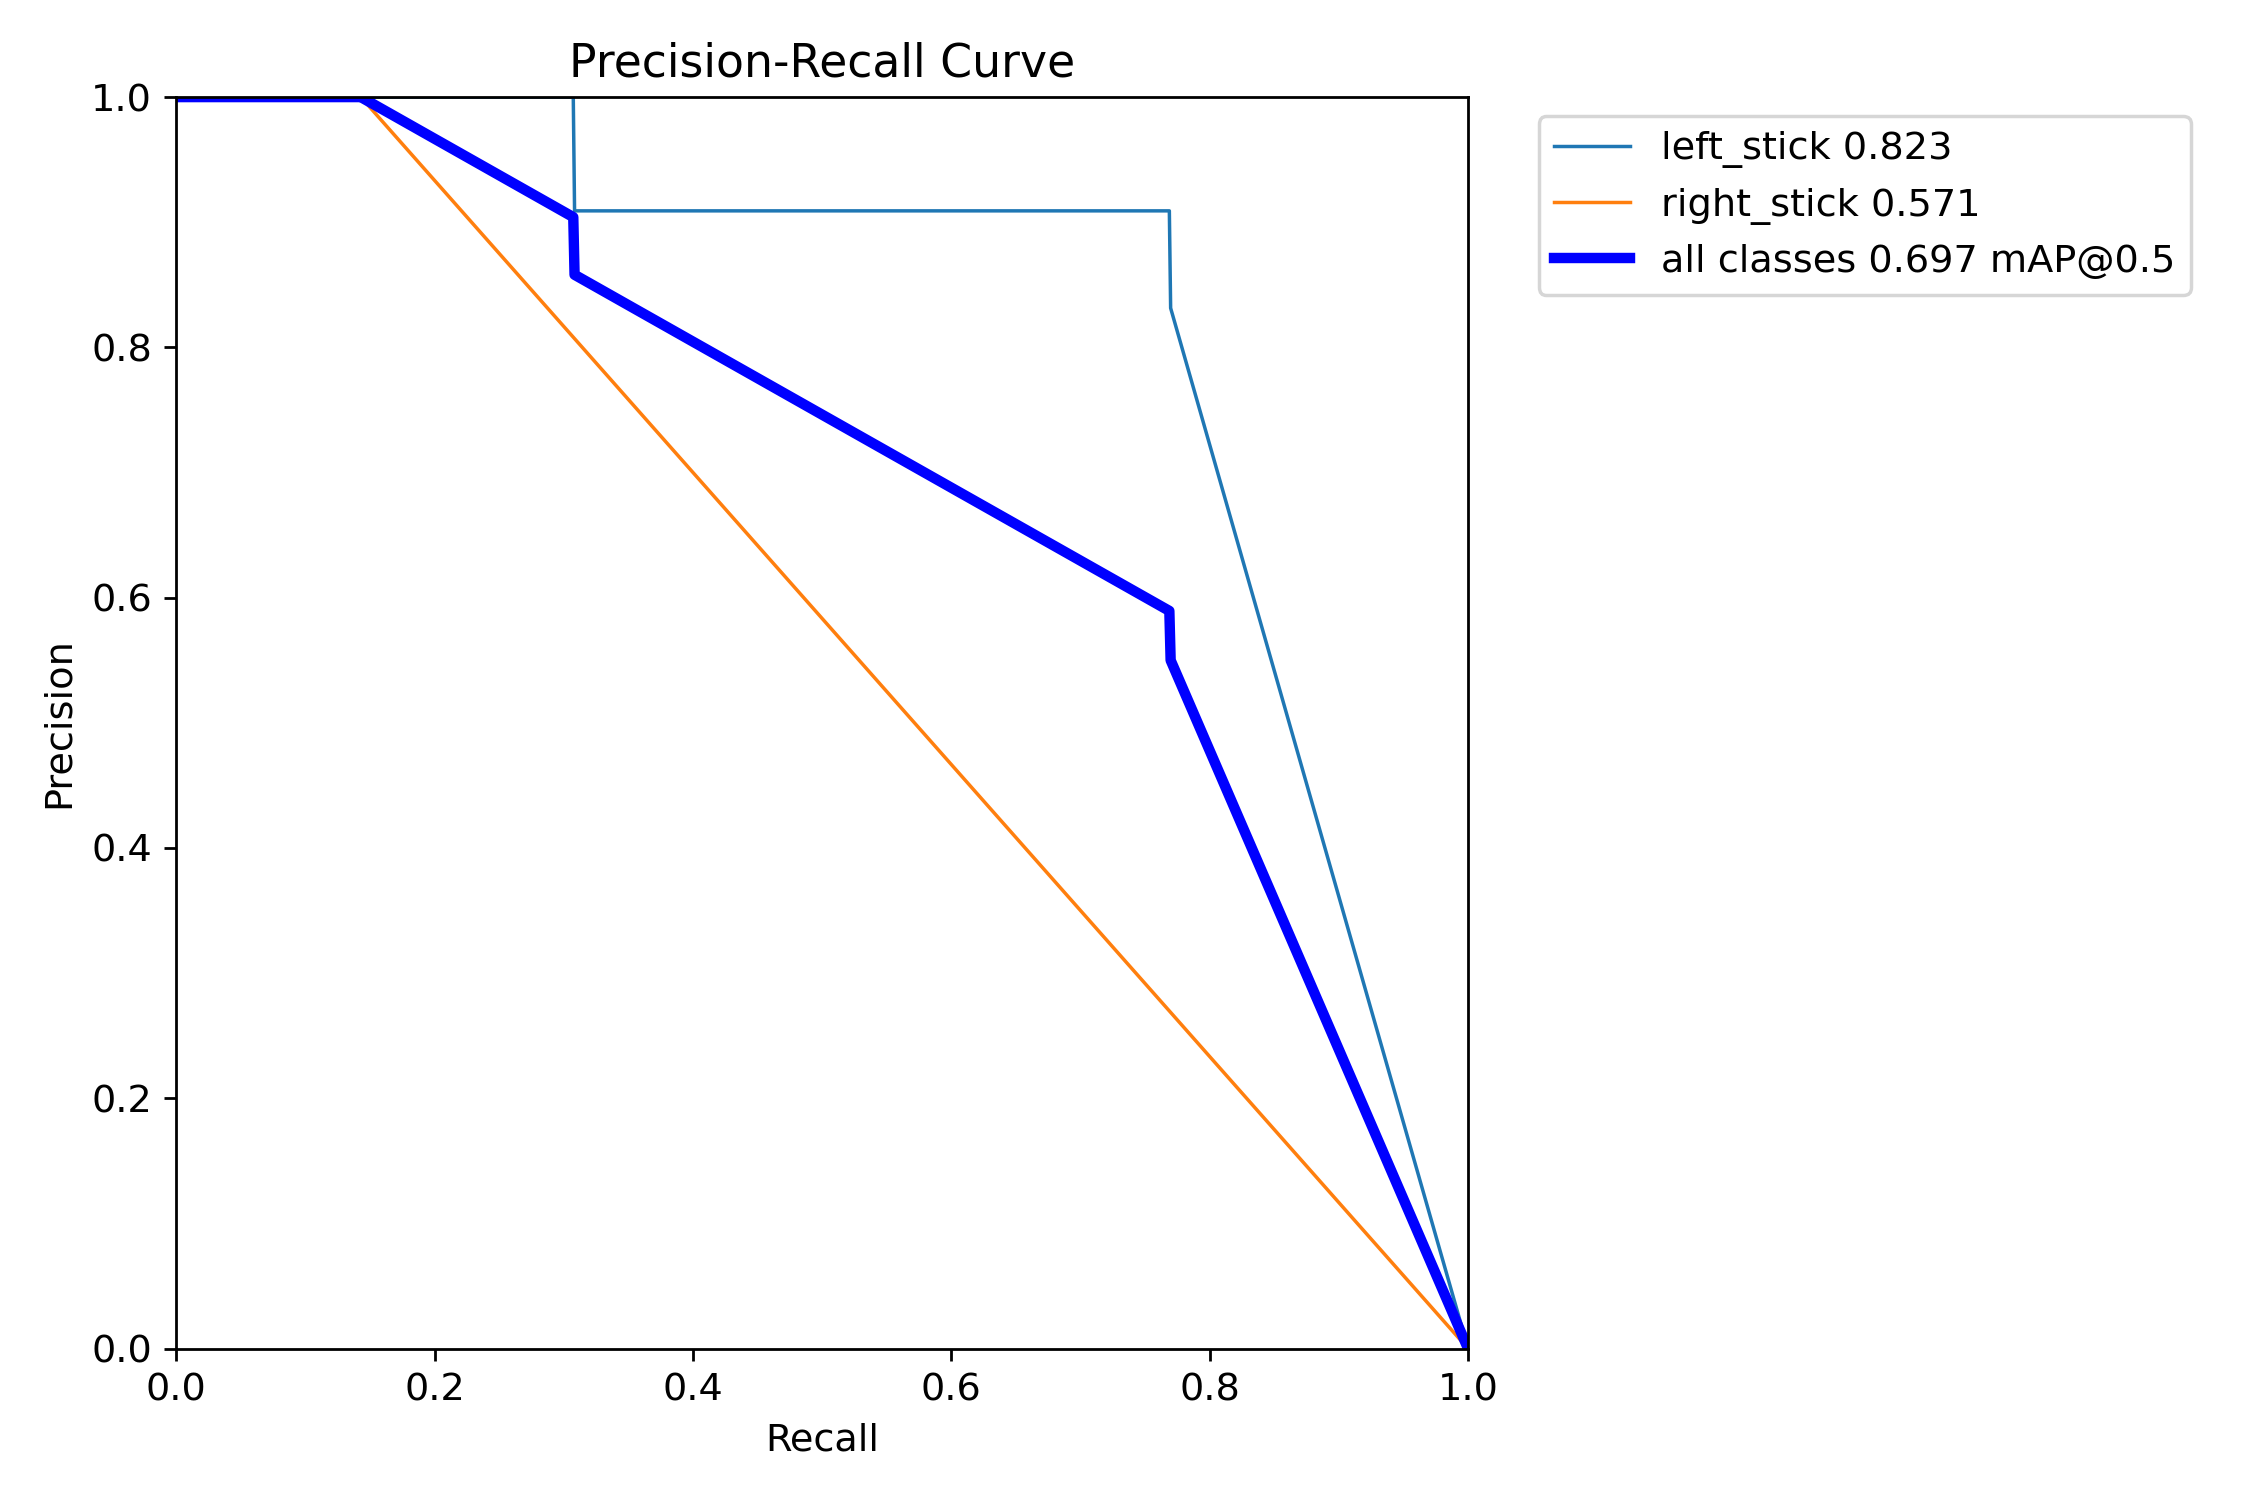 Precision-Recall Curve
left_stick 0.823
right_stick 0.571
all classes 0.697 mAP@0.5
Precision
1.0
0.8
0.6
0.4
0.2
0.0
0.0 0.2 0.4 0.6 0.8 1.0
Recall